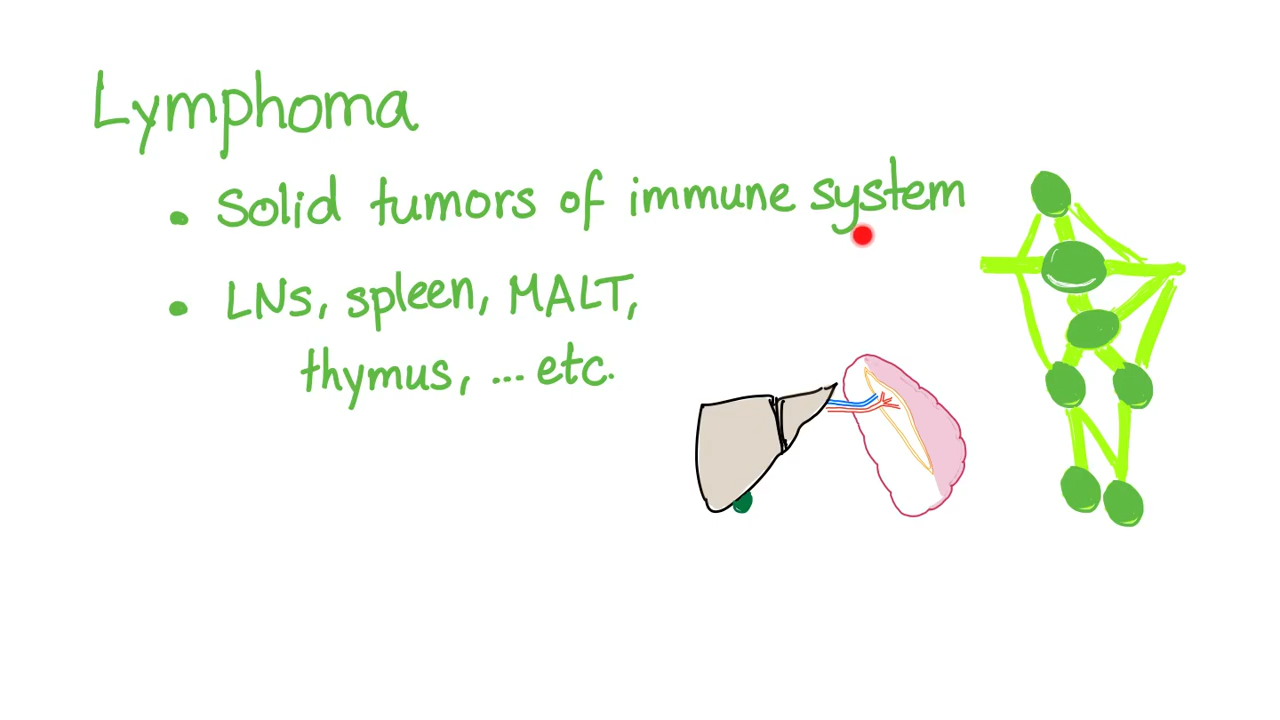 Lymphoma
• Solid tumors of immune system
• LNs, spleen, MALT,
thymus, ... etc.